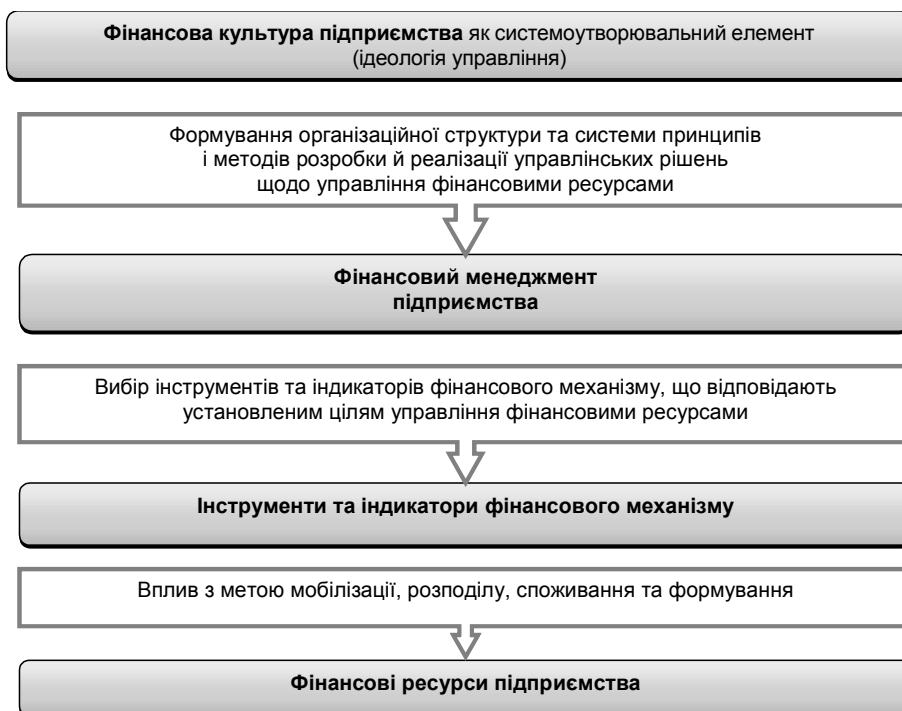 Фінансова культура підприємства як системоутворювальний елемент
(ідеологія управління)
Формування організаційної структури та системи принципів
і методів розробки й реалізації управлінських рішень
щодо управління фінансовими ресурсами
Фінансовий менеджмент
підприємства
Вибір інструментів та індикаторів фінансового механізму, що відповідають
установленим цілям управління фінансовими ресурсами
Інструменти та індикатори фінансового механізму
Вплив з метою мобілізації, розподілу, споживання та формування
Фінансові ресурси підприємства